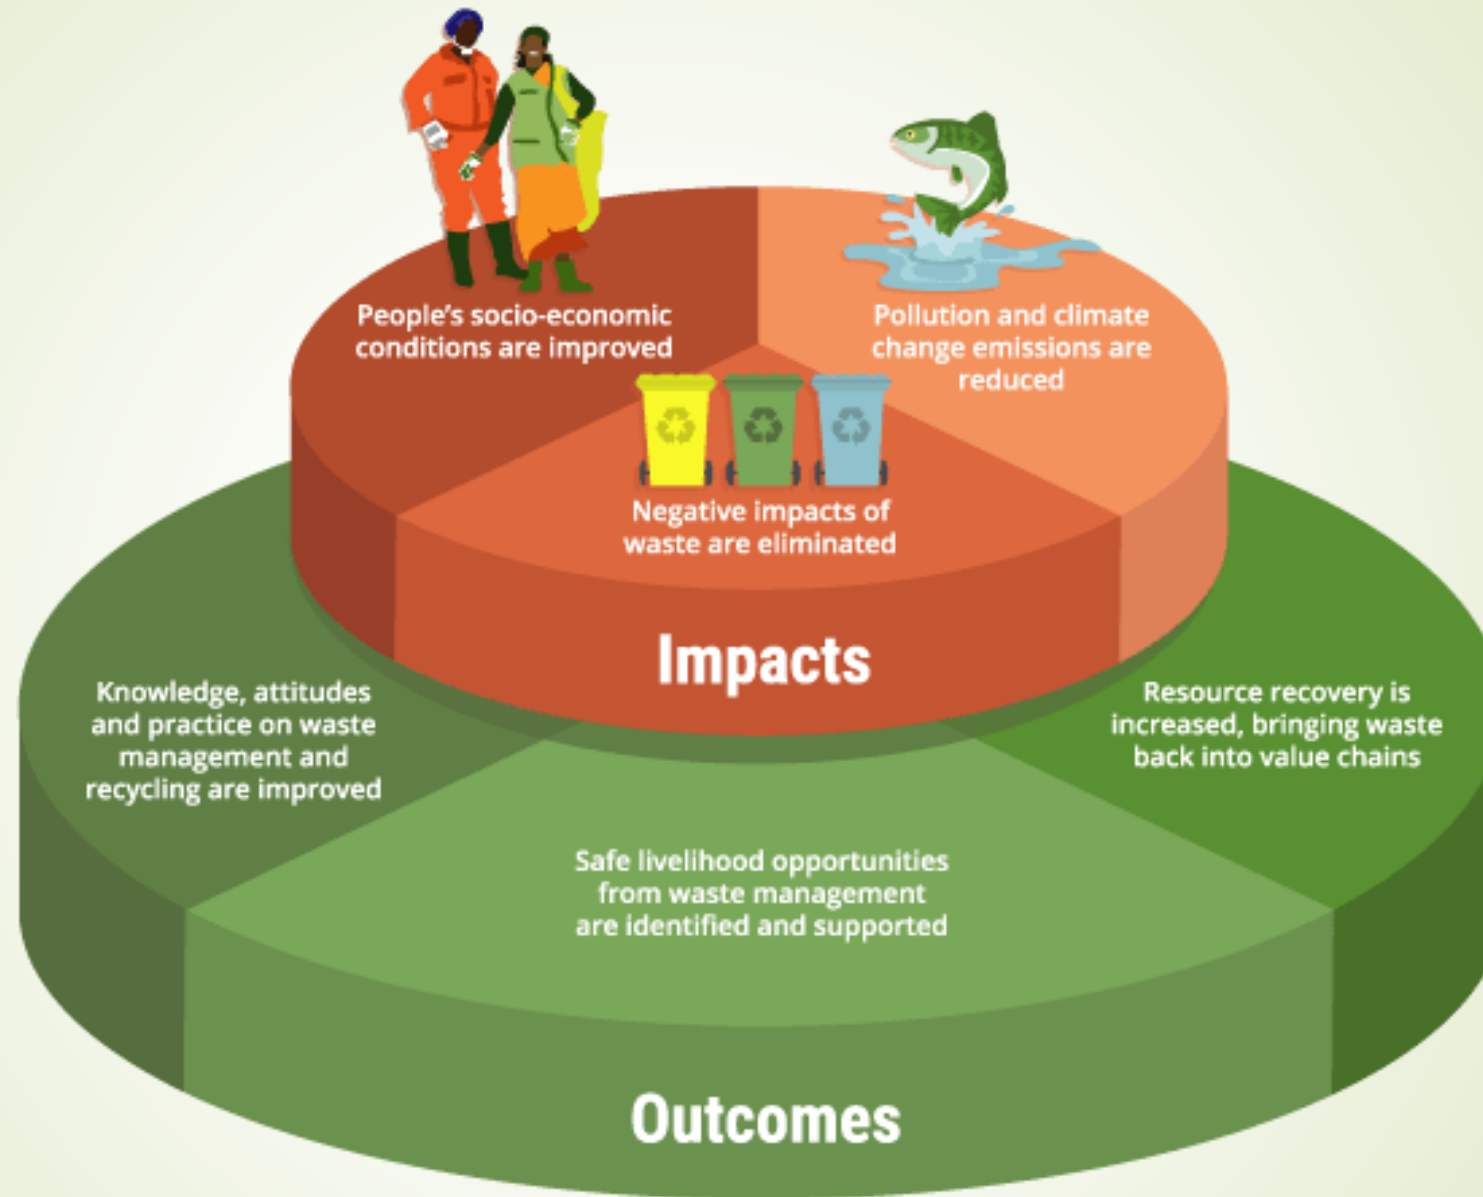 People's socio-economic
conditions are improved
Pollution and climate
change emissions are
reduced
Negative impacts of
waste are eliminated
Impacts
Knowledge, attitudes
and practice on waste
management and
recycling are improved
Resource recovery is
increased, bringing waste
back into value chains
Safe livelihood opportunities
from waste management
are identified and supported
Outcomes